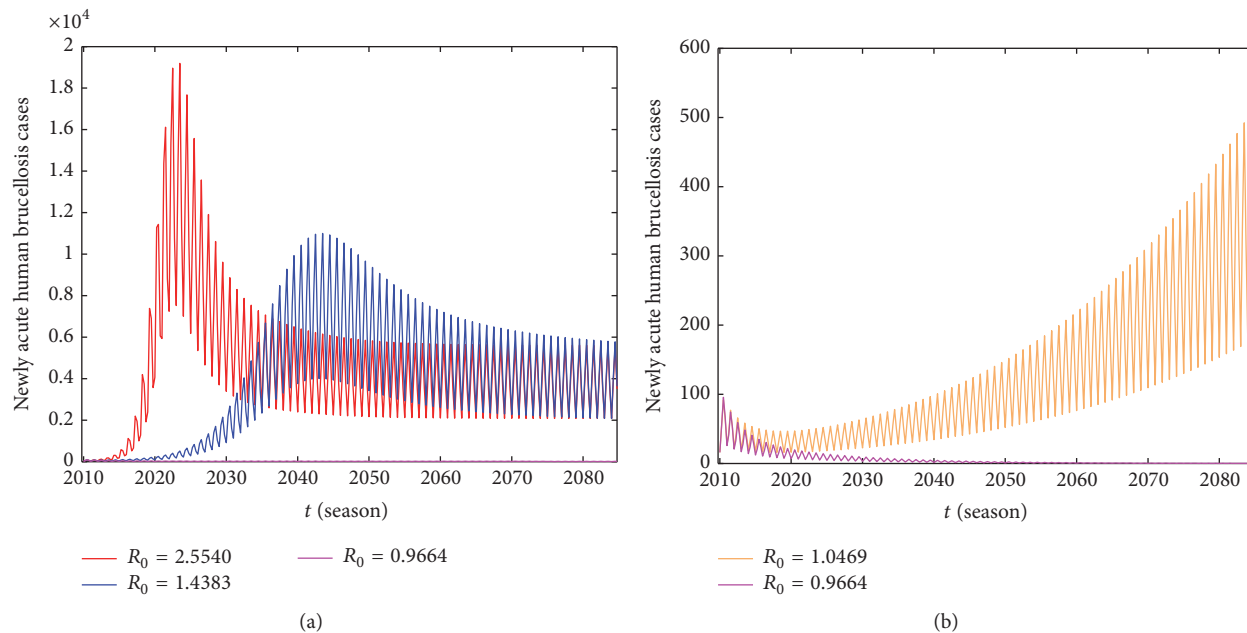 ×10⁴
2
1.8
1.6
1.4
1.2
1
0.8
0.6
0.4
0.2
0
Newly acute human brucellosis cases
2010 2020 2030 2040 2050 2060 2070 2080
t (season)
R₀ = 2.5540
R₀ = 1.4383
R₀ = 0.9664
(a)
600
500
400
300
200
100
0
Newly acute human brucellosis cases
2010 2020 2030 2040 2050 2060 2070 2080
t (season)
R₀ = 1.0469
R₀ = 0.9664
(b)